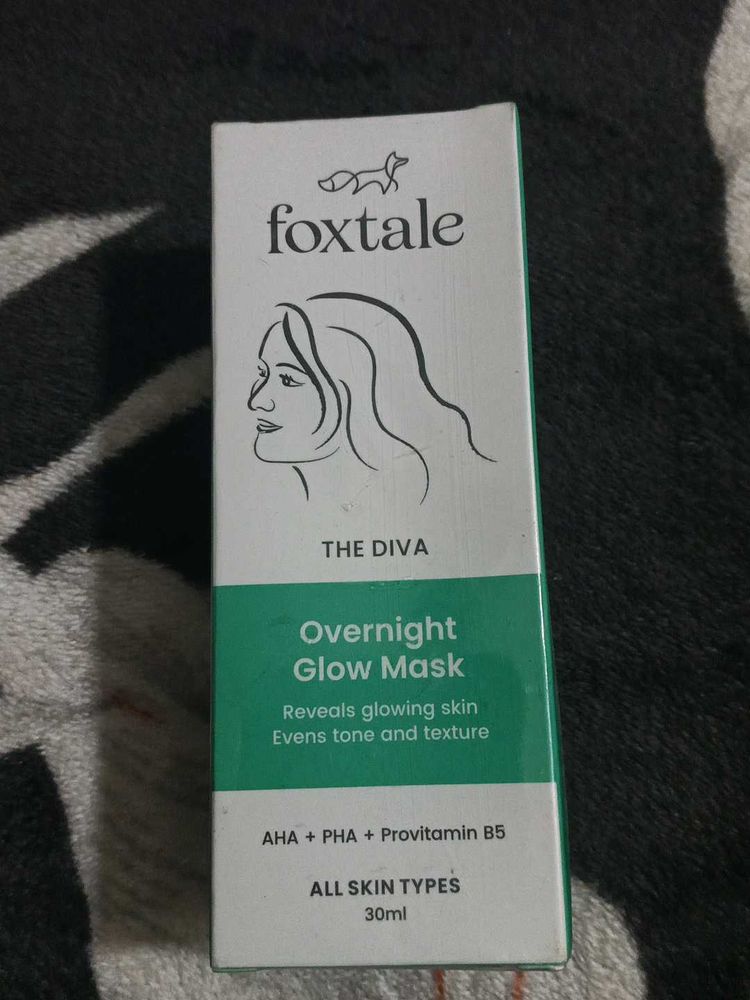 foxtale
THE DIVA
Overnight
Glow Mask
Reveals glowing skin
Evens tone and texture
AHA + PHA + Provitamin B5
ALL SKIN TYPES
30ml